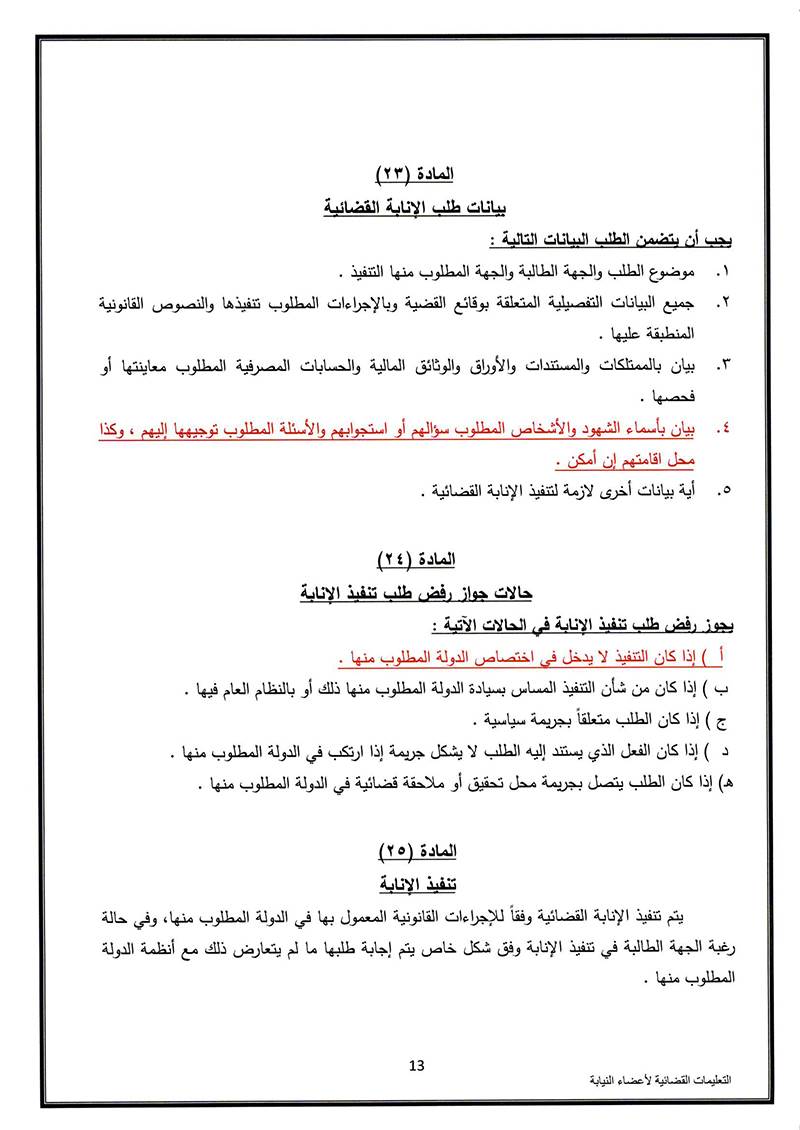 المادة (٢٣)
بيانات طلب الإنابة القضائية
يجب أن يتضمن الطلب البيانات التالية :
١. موضوع الطلب والجهة الطالبة والجهة المطلوب منها التنفيذ .
٢. جميع البيانات التفصيلية المتعلقة بوقائع القضية وبالإجراءات المطلوب تنفيذها والنصوص القانونية
المنطبقة عليها .
٣. بيان بالممتلكات والمستندات والأوراق والوثائق المالية والحسابات المصرفية المطلوب معاينتها أو
فحصها .
٤. بيان بأسماء الشهود والأشخاص المطلوب سؤالهم أو استجوابهم والأسئلة المطلوب توجيهها إليهم ، وكذا
محل اقامتهم إن أمكن .
٥. أية بيانات أخرى لازمة لتنفيذ الإنابة القضائية .
المادة (٢٤)
حالات جواز رفض طلب تنفيذ الإنابة
يجوز رفض طلب تنفيذ الإنابة في الحالات الآتية :
أ ) إذا كان التنفيذ لا يدخل في اختصاص الدولة المطلوب منها .
ب ) إذا كان من شأن التنفيذ المساس بسيادة الدولة المطلوب منها ذلك أو بالنظام العام فيها .
ج ) إذا كان الطلب متعلقاً بجريمة سياسية .
د ) إذا كان الفعل الذي يستند إليه الطلب لا يشكل جريمة إذا ارتكب في الدولة المطلوب منها .
هـ) إذا كان الطلب يتصل بجريمة محل تحقيق أو ملاحقة قضائية في الدولة المطلوب منها .
المادة (٢٥)
تنفيذ الإنابة
يتم تنفيذ الإنابة القضائية وفقاً للإجراءات القانونية المعمول بها في الدولة المطلوب منها، وفي حالة
رغبة الجهة الطالبة في تنفيذ الإنابة وفق شكل خاص يتم إجابة طلبها ما لم يتعارض ذلك مع أنظمة الدولة
المطلوب منها .
13
التعليمات القضائية لأعضاء النيابة